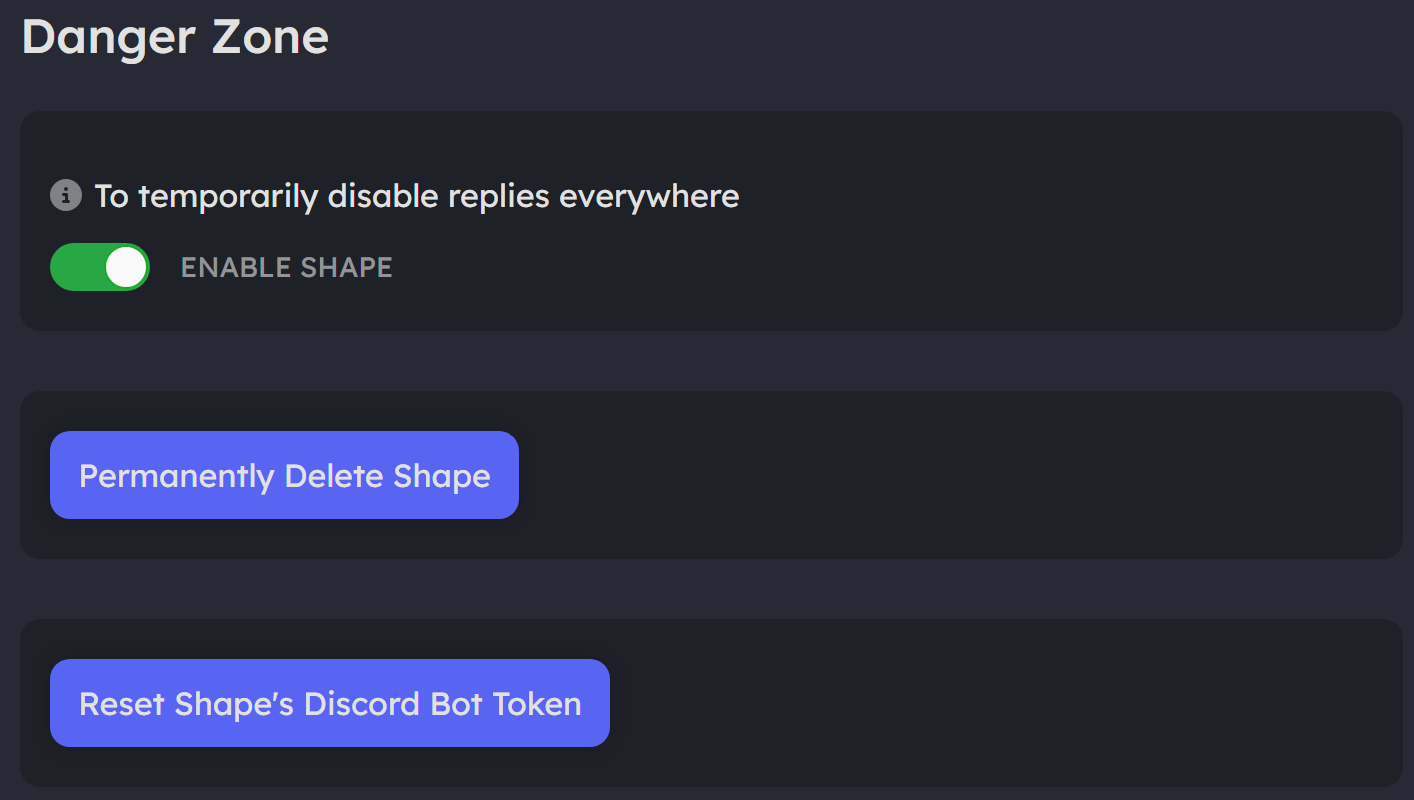 Danger Zone
To temporarily disable replies everywhere
ENABLE SHAPE
Permanently Delete Shape
Reset Shape's Discord Bot Token